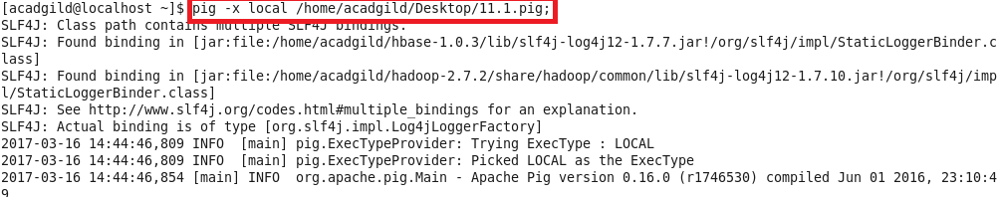 [acadgild@localhost ~]$ pig -x local /home/acadgild/Desktop/11.1.pig;
SLF4J: Class path contains multiple SLF4J bindings.
SLF4J: Found binding in [jar:file:/home/acadgild/hbase-1.0.3/lib/slf4j-log4j12-1.7.7.jar!/org/slf4j/impl/StaticLoggerBinder.c
lass]
SLF4J: Found binding in [jar:file:/home/acadgild/hadoop-2.7.2/share/hadoop/common/lib/slf4j-log4j12-1.7.10.jar!/org/slf4j/imp
l/StaticLoggerBinder.class]
SLF4J: See http://www.slf4j.org/codes.html#multiple_bindings for an explanation.
SLF4J: Actual binding is of type [org.slf4j.impl.Log4jLoggerFactory]
2017-03-16 14:44:46,809 INFO  [main] pig.ExecTypeProvider: Trying ExecType : LOCAL
2017-03-16 14:44:46,809 INFO  [main] pig.ExecTypeProvider: Picked LOCAL as the ExecType
2017-03-16 14:44:46,854 [main] INFO  org.apache.pig.Main - Apache Pig version 0.16.0 (r1746530) compiled Jun 01 2016, 23:10:4
9